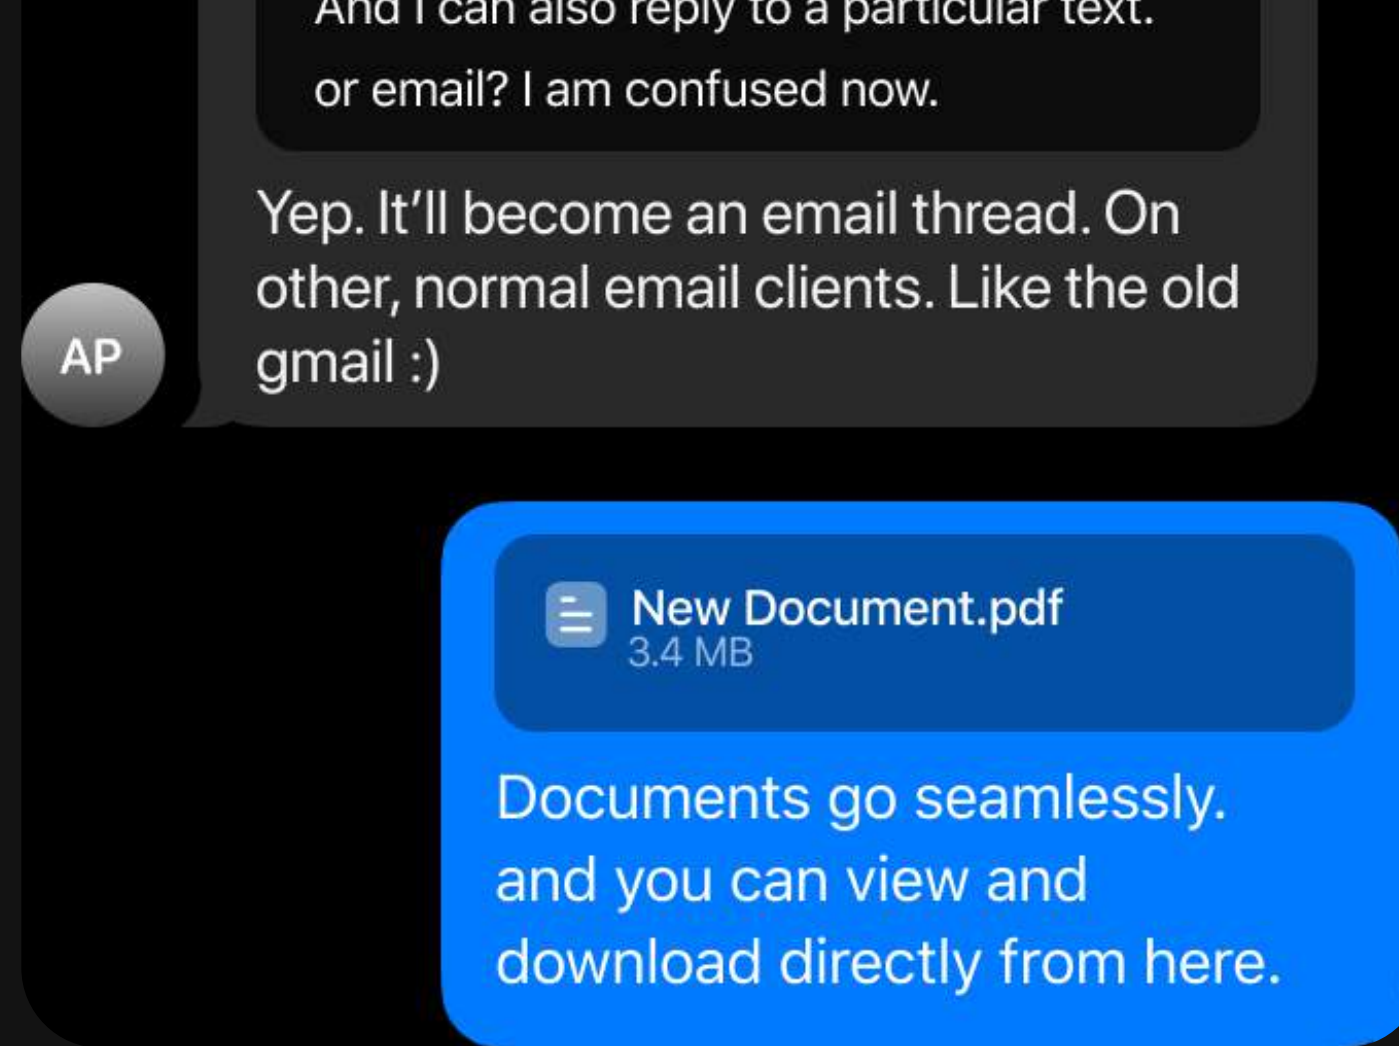 And I can also reply to a particular text.
or email? I am confused now.
Yep. It’ll become an email thread. On
other, normal email clients. Like the old
gmail :)
AP
New Document.pdf
3.4 MB
Documents go seamlessly.
and you can view and
download directly from here.